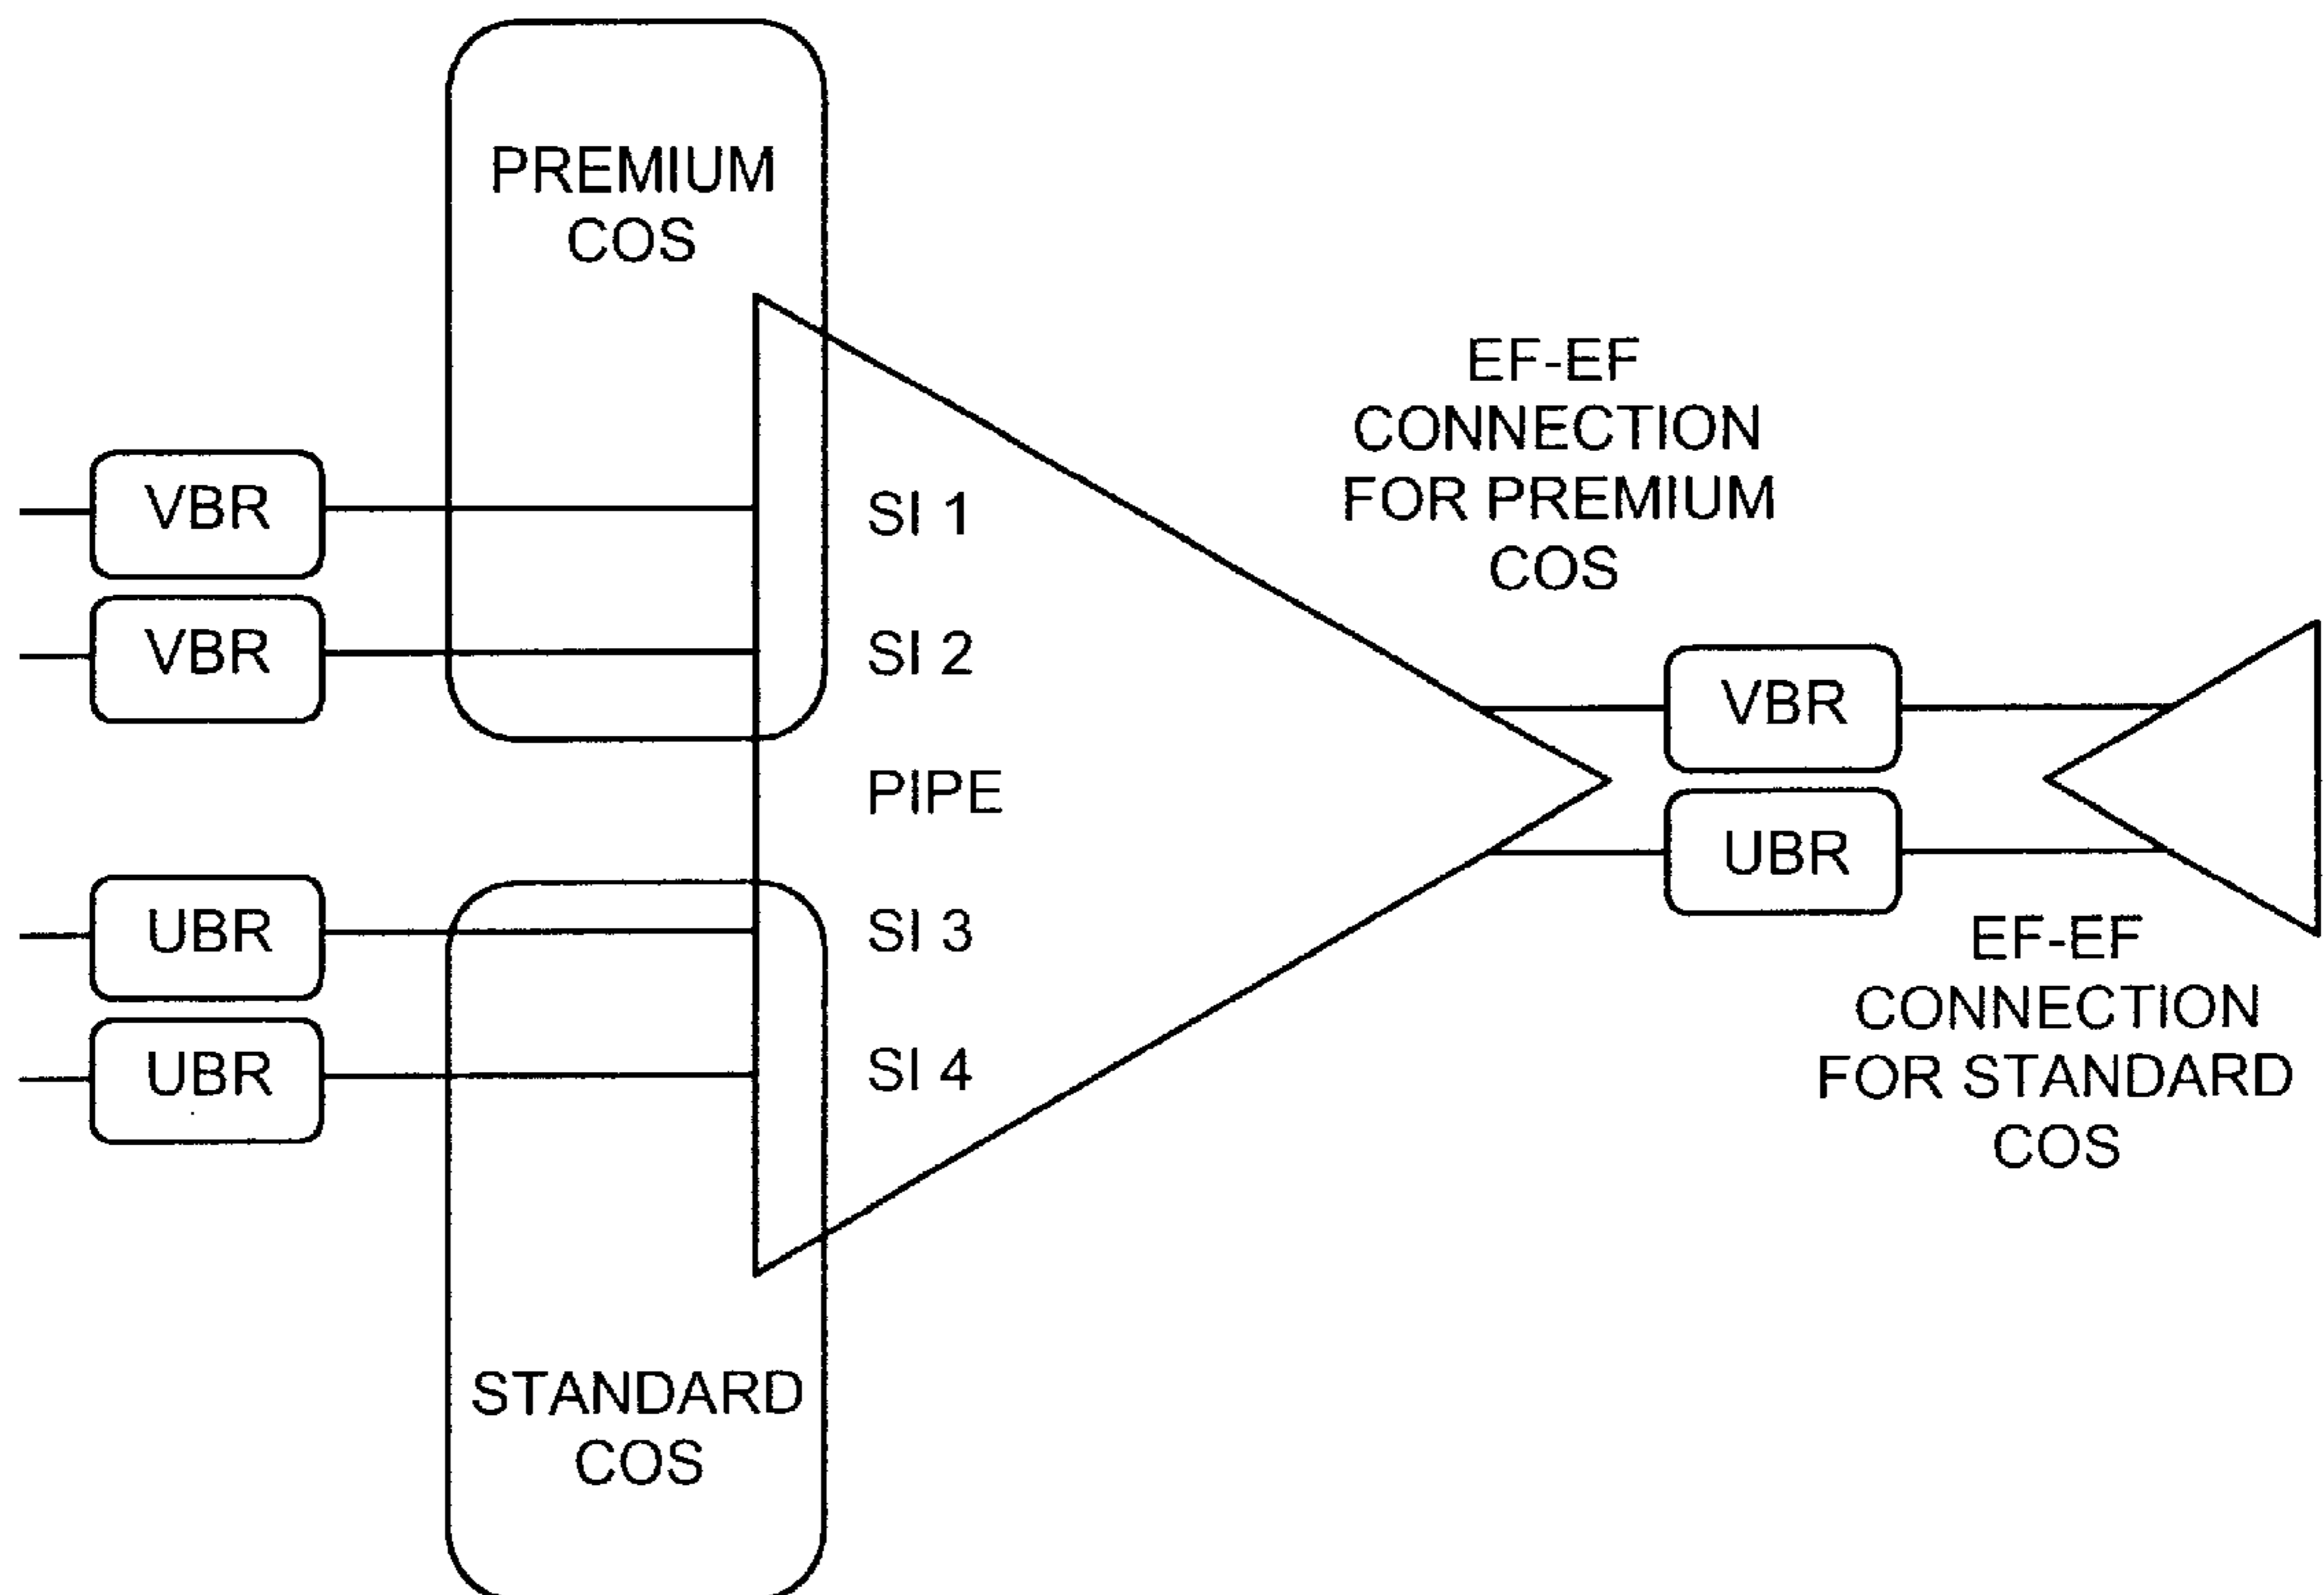 PREMIUM
COS
VBR
SI 1
VBR
SI 2
PIPE
UBR
SI 3
UBR
SI 4
STANDARD
COS
EF-EF
CONNECTION
FOR PREMIUM
COS
VBR
UBR
EF-EF
CONNECTION
FOR STANDARD
COS